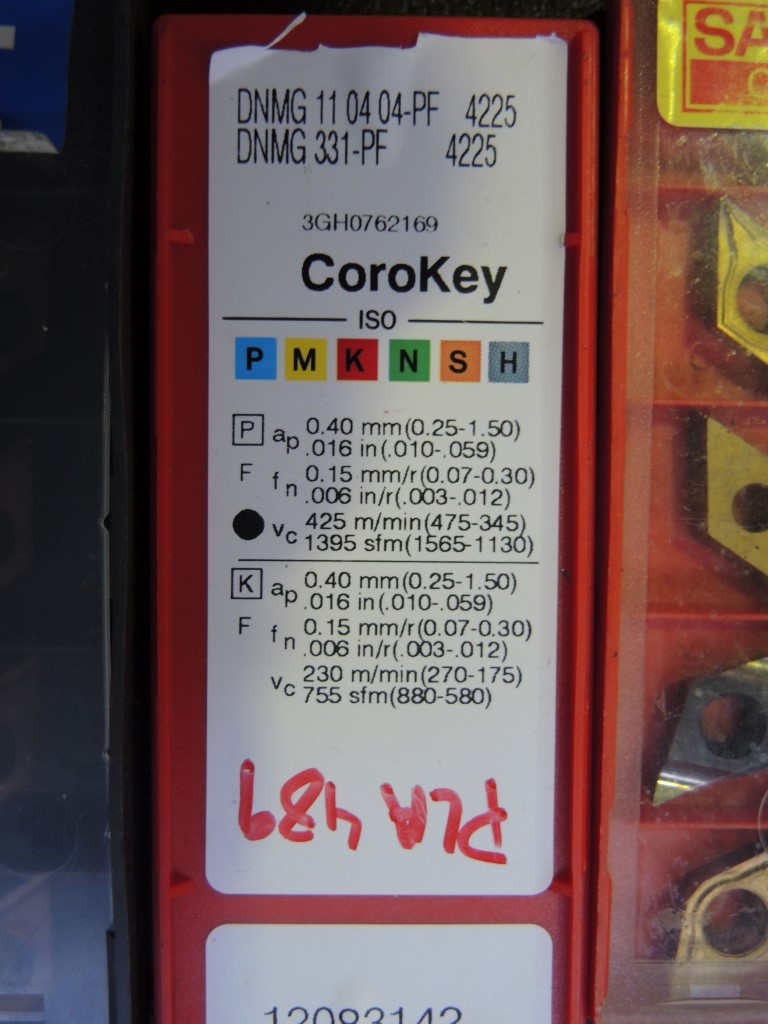 DNMG 11 04 04-PF 4225
DNMG 331-PF 4225
3GH0762169
CoroKey
ISO
P M K N S H
P ap 0.40 mm(0.25-1.50)
.016 in(.010-.059)
F fn 0.15 mm/r(0.07-0.30)
.006 in/r(.003-.012)
vc 425 m/min(475-345)
1395 sfm(1565-1130)
K ap 0.40 mm(0.25-1.50)
.016 in(.010-.059)
F fn 0.15 mm/r(0.07-0.30)
.006 in/r(.003-.012)
vc 230 m/min(270-175)
755 sfm(880-580)
PLA 489
12083142
SA